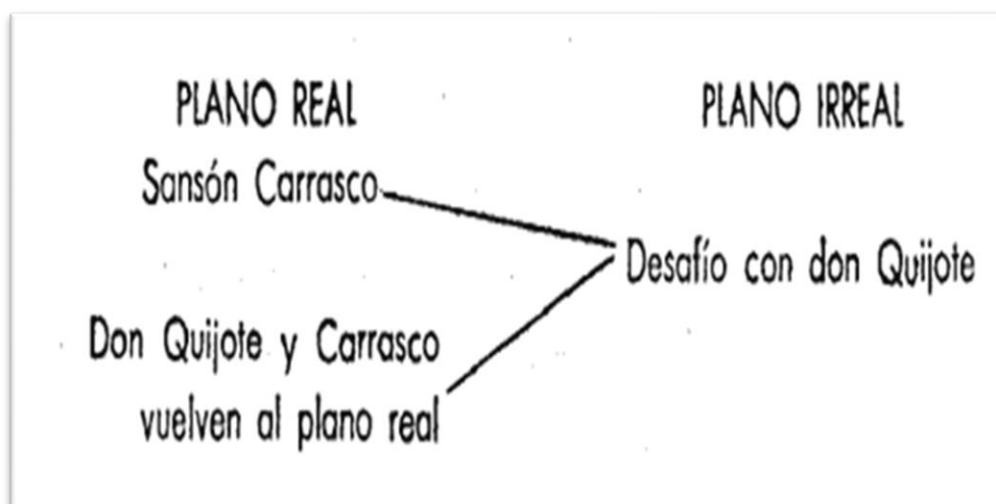 PLANO REAL
PLANO IRREAL
Sansón Carrasco
Desafío con don Quijote
Don Quijote y Carrasco
vuelven al plano real